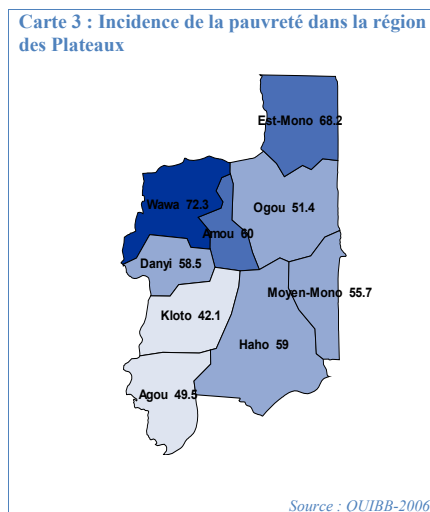 Carte 3 : Incidence de la pauvreté dans la région
des Plateaux
Est-Mono 68.2
Wawa 72.3
Ogou 51.4
Amou 60
Danyi 58.5
Moyen-Mono 55.7
Kloto 42.1
Haho 59
Agou 49.5
Source : QUIBB-2006